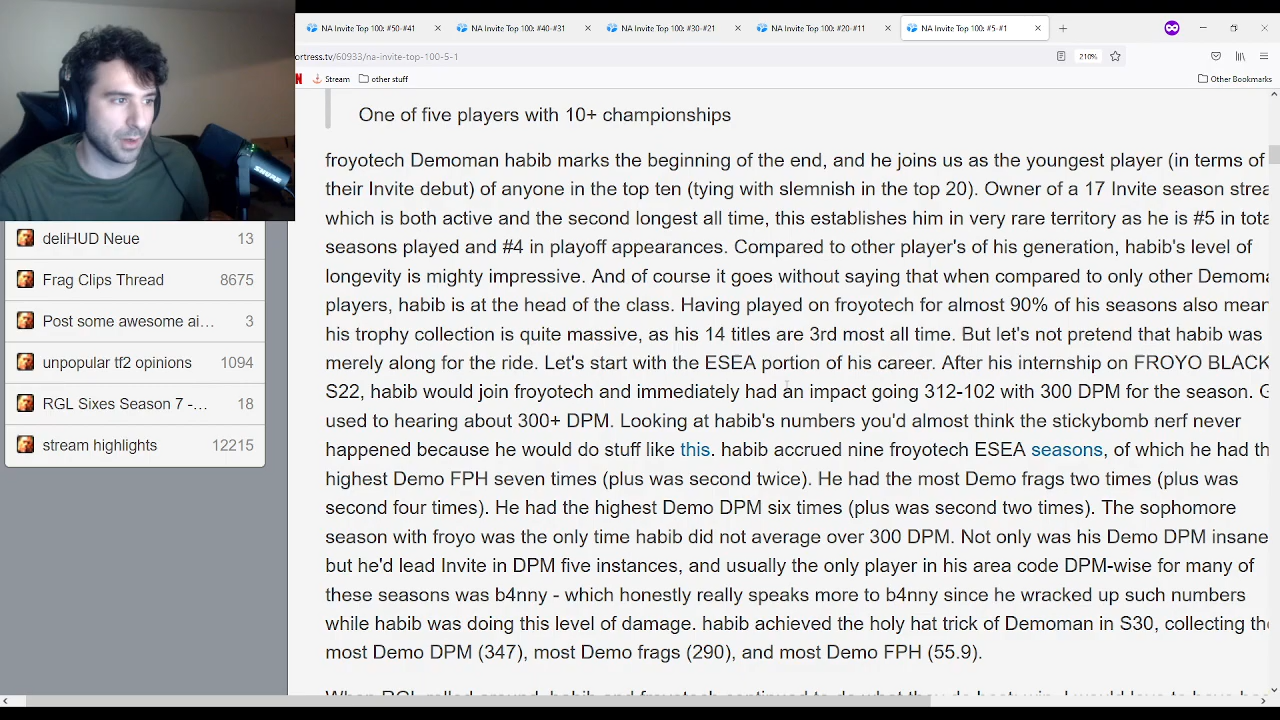 NA Invite Top 100: #50-#41
NA Invite Top 100: #40-#31
NA Invite Top 100: #30-#21
NA Invite Top 100: #20-#11
NA Invite Top 100: #5-#1
ortress.tv/60933/na-invite-top-100-5-1
210%
Stream
other stuff
Other Bookmarks
One of five players with 10+ championships
froyotech Demoman habib marks the beginning of the end, and he joins us as the youngest player (in terms of
their Invite debut) of anyone in the top ten (tying with slemnish in the top 20). Owner of a 17 Invite season strea
which is both active and the second longest all time, this establishes him in very rare territory as he is #5 in tota
seasons played and #4 in playoff appearances. Compared to other player's of his generation, habib's level of
longevity is mighty impressive. And of course it goes without saying that when compared to only other Demoma
players, habib is at the head of the class. Having played on froyotech for almost 90% of his seasons also mean
his trophy collection is quite massive, as his 14 titles are 3rd most all time. But let's not pretend that habib was
merely along for the ride. Let's start with the ESEA portion of his career. After his internship on FROYO BLACK
S22, habib would join froyotech and immediately had an impact going 312-102 with 300 DPM for the season. G
used to hearing about 300+ DPM. Looking at habib's numbers you'd almost think the stickybomb nerf never
happened because he would do stuff like this. habib accrued nine froyotech ESEA seasons, of which he had th
highest Demo FPH seven times (plus was second twice). He had the most Demo frags two times (plus was
second four times). He had the highest Demo DPM six times (plus was second two times). The sophomore
season with froyo was the only time habib did not average over 300 DPM. Not only was his Demo DPM insane
but he'd lead Invite in DPM five instances, and usually the only player in his area code DPM-wise for many of
these seasons was b4nny - which honestly really speaks more to b4nny since he wracked up such numbers
while habib was doing this level of damage. habib achieved the holy hat trick of Demoman in S30, collecting the
most Demo DPM (347), most Demo frags (290), and most Demo FPH (55.9).
deliHUD Neue 13
Frag Clips Thread 8675
Post some awesome ai... 3
unpopular tf2 opinions 1094
RGL Sixes Season 7 -... 18
stream highlights 12215
SHURE